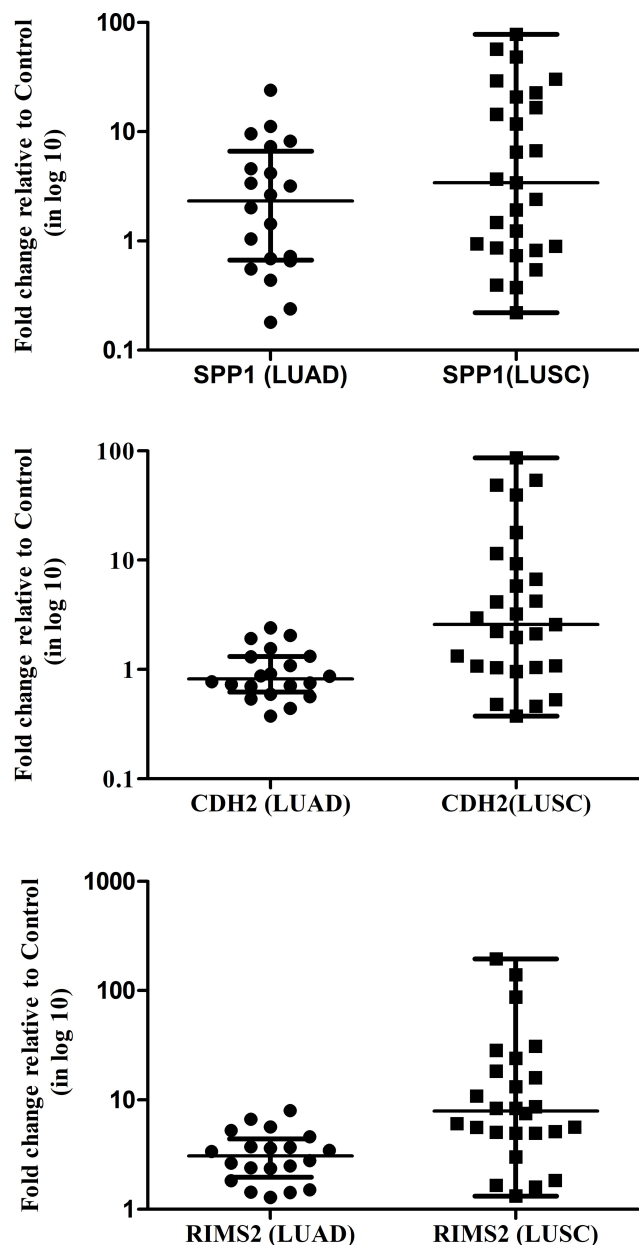 Fold change relative to Control
(in log 10)
100
10
1
0.1
SPP1 (LUAD)
SPP1(LUSC)
Fold change relative to Control
(in log 10)
100
10
1
0.1
CDH2 (LUAD)
CDH2(LUSC)
Fold change relative to Control
(in log 10)
1000
100
10
1
RIMS2 (LUAD)
RIMS2 (LUSC)